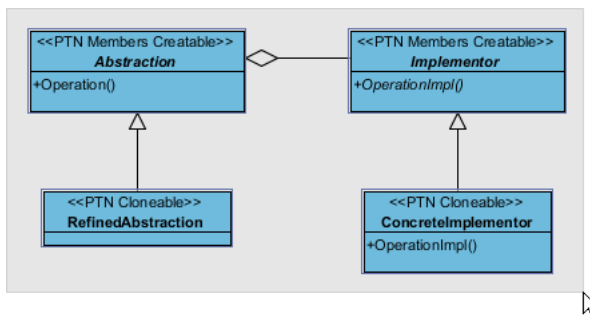 <<PTN Members Creatable>>
Abstraction
+Operation()
<<PTN Members Creatable>>
Implementor
+OperationImpl()
<<PTN Cloneable>>
RefinedAbstraction
<<PTN Cloneable>>
ConcreteImplementor
+OperationImpl()